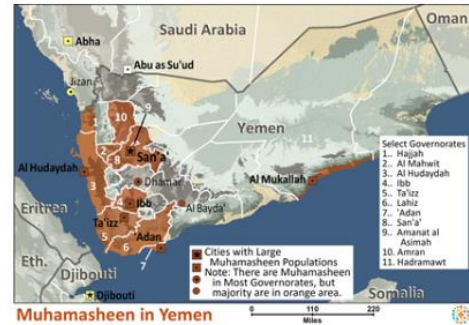 Saudi Arabia
Oman
Abha
Abu as Su'ud
Jizan
10
9
Yemen
2
8
San'a
11
Al Hudaydah
3
Dhamar
Al Mukallah
4
Ibb
Al Bayda'
Ta'izz
'Adan
5
6
7
Eritrea
Eth.
Djibouti
Djibouti
Somalia
Select Governorates
1.. Hajjah
2.. Al Mahwit
3.. Al Hudaydah
4.. Ibb
5.. Ta'izz
6.. Lahiz
7.. 'Adan
8.. San'a'
9.. Amanat al
Asimah
10. Amran
11. Hadramawt
Cities with Large
Muhamasheen Populations
Note: There are Muhamasheen
in Most Governorates, but
majority are in orange area.
Muhamasheen in Yemen
0
110
220
Miles